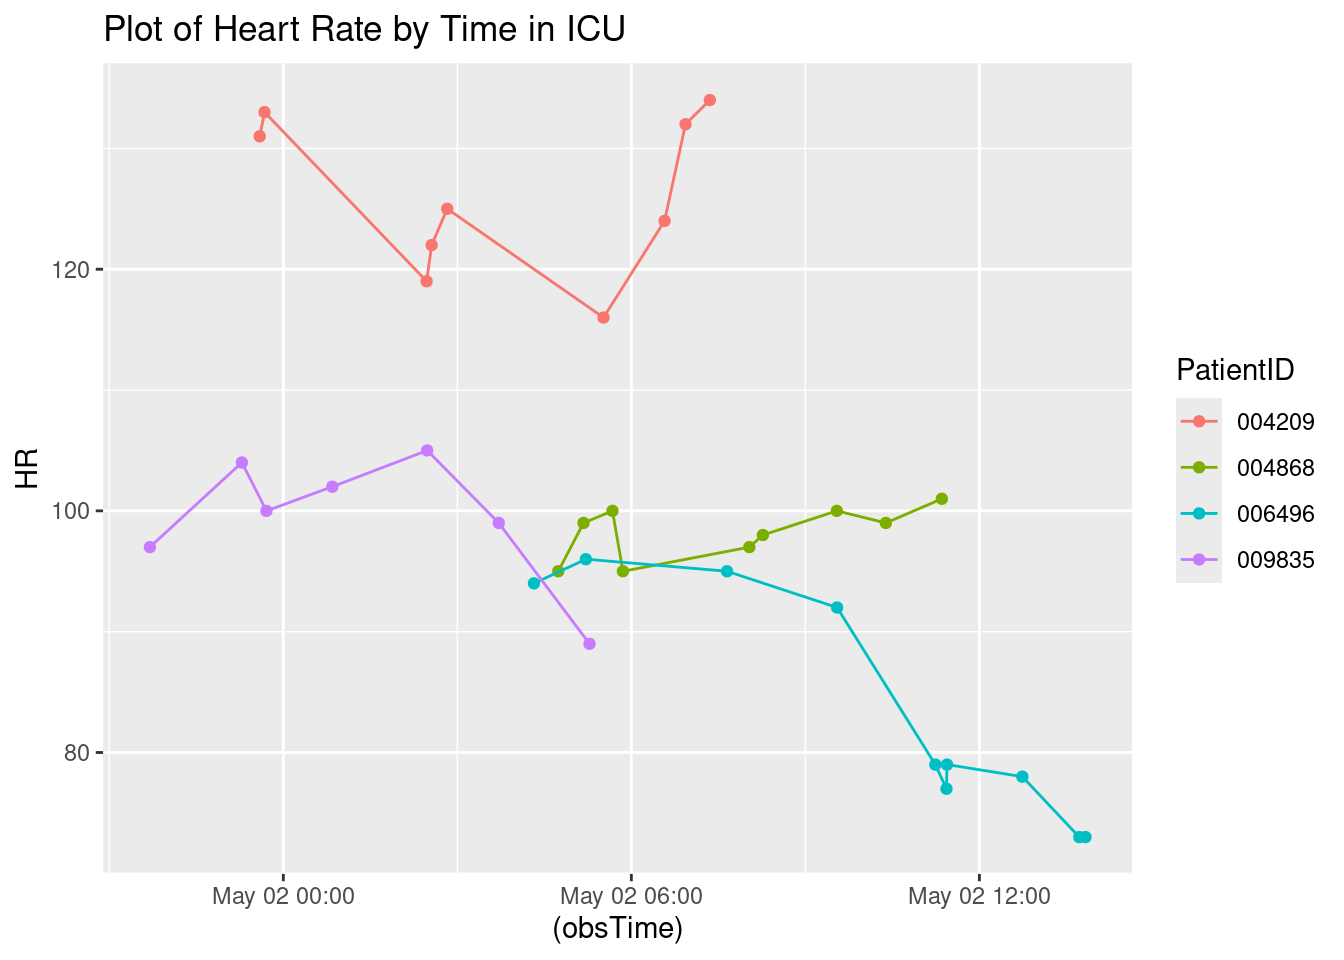 Plot of Heart Rate by Time in ICU
HR
120
100
80
May 02 00:00
May 02 06:00
May 02 12:00
(obsTime)
PatientID
004209
004868
006496
009835